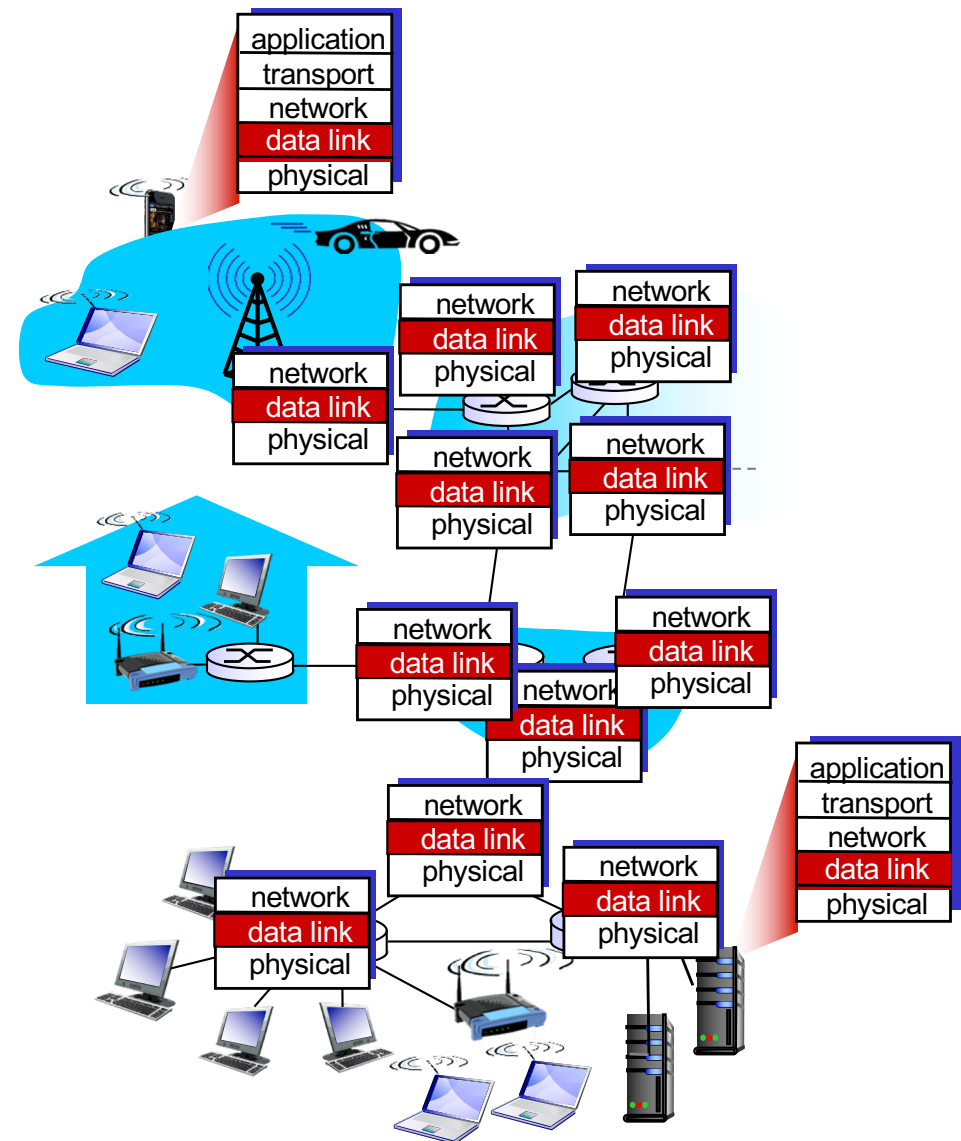 application
transport
network
data link
physical
network
data link
physical
network
data link
physical
network
data link
physical
network
data link
physical
network
data link
physical
network
data link
physical
network
data link
physical
network
data link
physical
application
transport
network
data link
physical
network
data link
physical
network
data link
physical
network
data link
physical